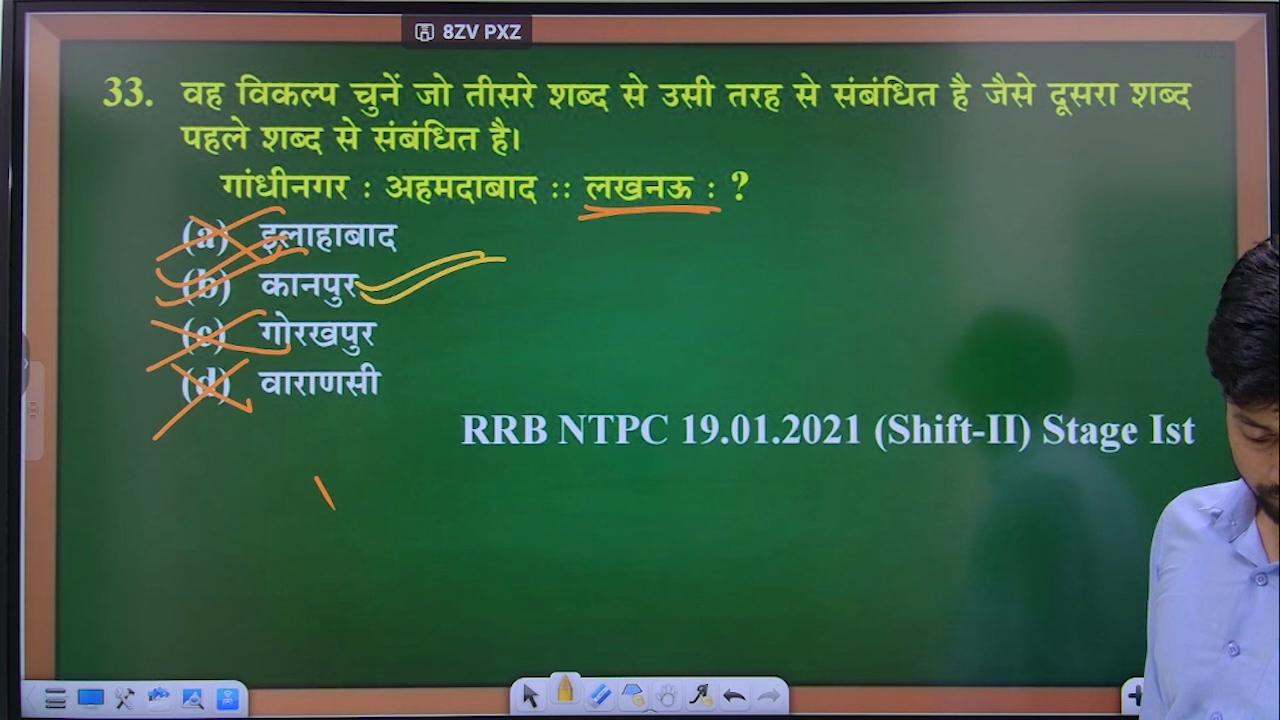 8ZV PXZ
33. वह विकल्प चुनें जो तीसरे शब्द से उसी तरह से संबंधित है जैसे दूसरा शब्द
पहले शब्द से संबंधित है।
गांधीनगर : अहमदाबाद :: लखनऊ : ?
(a) इलाहाबाद
(b) कानपुर
(c) गोरखपुर
(d) वाराणसी
RRB NTPC 19.01.2021 (Shift-II) Stage Ist